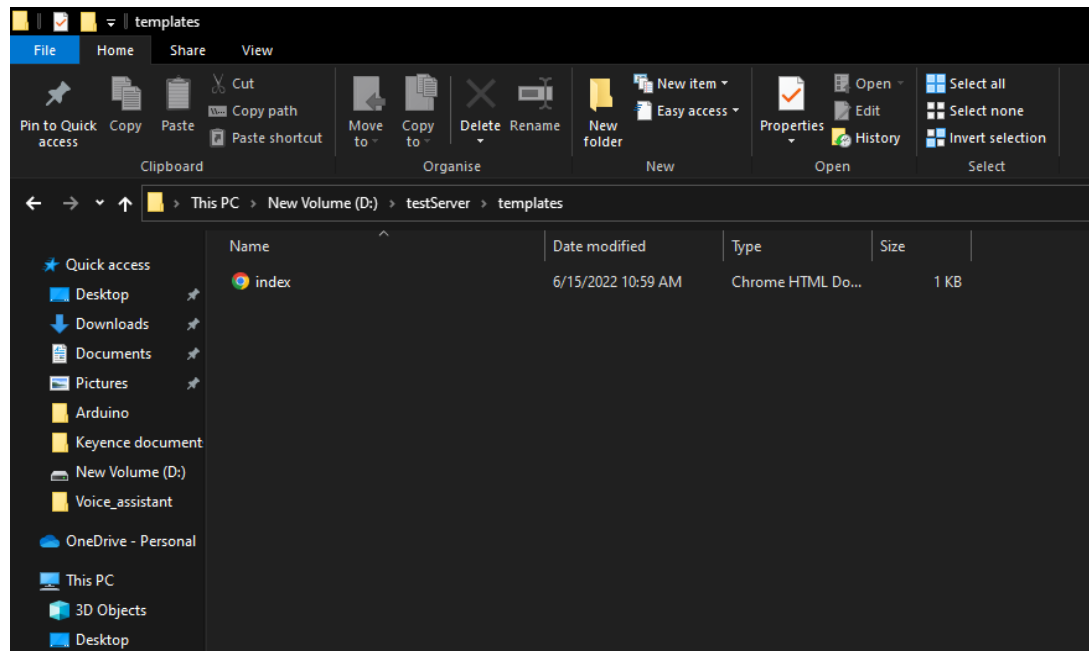 templates
File Home Share View
Pin to Quick access
Copy
Paste
Cut
Copy path
Paste shortcut
Move to
Copy to
Delete
Rename
New folder
New item
Easy access
Properties
Open
Edit
History
Select all
Select none
Invert selection
Clipboard Organise New Open Select
This PC > New Volume (D:) > testServer > templates
Name Date modified Type Size
index 6/15/2022 10:59 AM Chrome HTML Do... 1 KB
Quick access
Desktop
Downloads
Documents
Pictures
Arduino
Keyence document
New Volume (D:)
Voice_assistant
OneDrive - Personal
This PC
3D Objects
Desktop